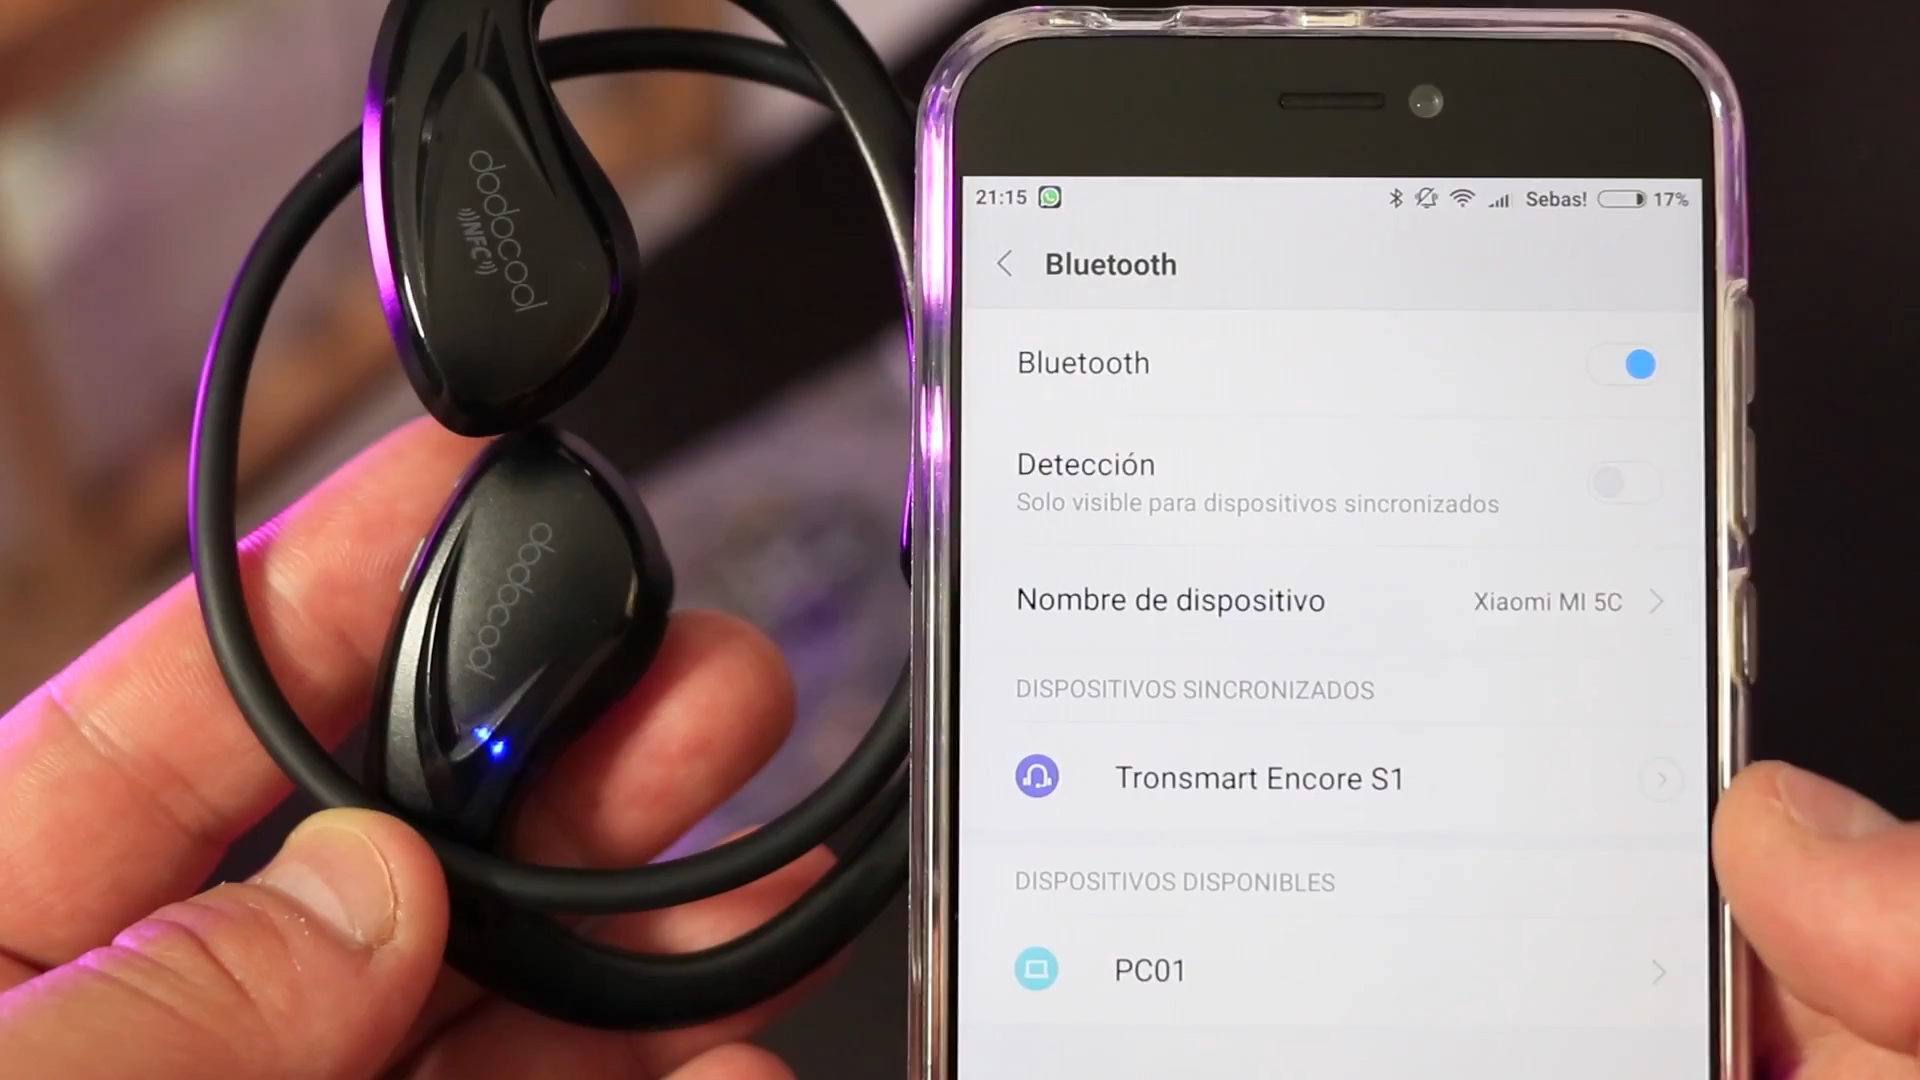 dodocool
NFC
dodocool
21:15 Sebas! 17%
Bluetooth
Bluetooth
Detección
Solo visible para dispositivos sincronizados
Nombre de dispositivo Xiaomi MI 5C
DISPOSITIVOS SINCRONIZADOS
Tronsmart Encore S1
DISPOSITIVOS DISPONIBLES
PC01